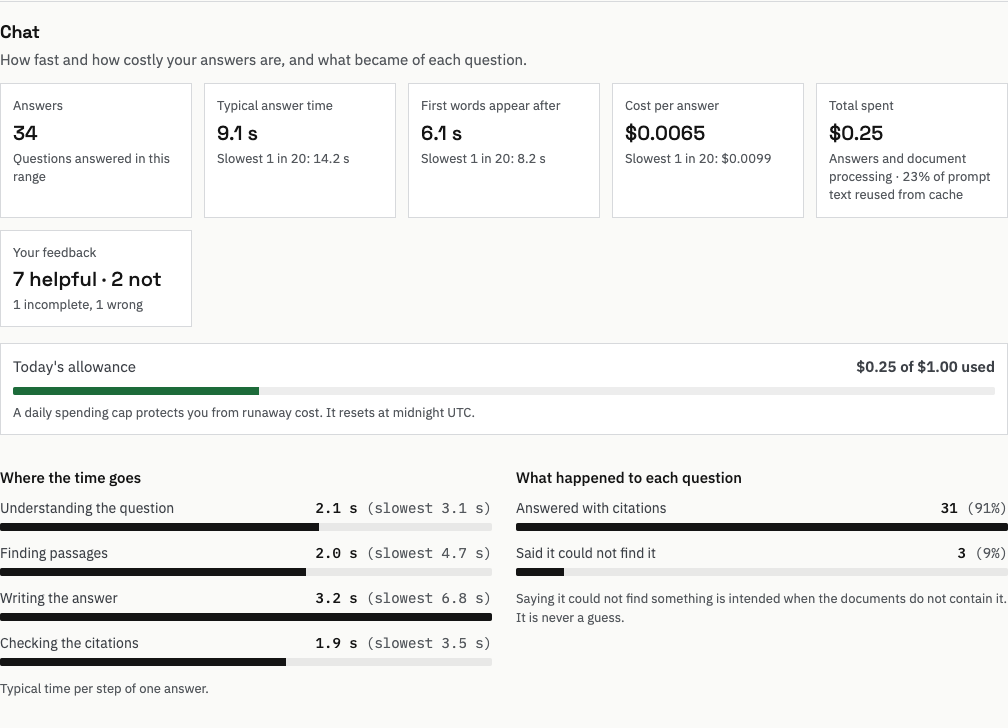 Chat
How fast and how costly your answers are, and what became of each question.
Answers
34
Questions answered in this
range
Typical answer time
9.1 s
Slowest 1 in 20: 14.2 s
First words appear after
6.1 s
Slowest 1 in 20: 8.2 s
Cost per answer
$0.0065
Slowest 1 in 20: $0.0099
Total spent
$0.25
Answers and document
processing · 23% of prompt
text reused from cache
Your feedback
7 helpful · 2 not
1 incomplete, 1 wrong
Today's allowance
$0.25 of $1.00 used
A daily spending cap protects you from runaway cost. It resets at midnight UTC.
Where the time goes
Understanding the question 2.1 s (slowest 3.1 s)
Finding passages 2.0 s (slowest 4.7 s)
Writing the answer 3.2 s (slowest 6.8 s)
Checking the citations 1.9 s (slowest 3.5 s)
Typical time per step of one answer.
What happened to each question
Answered with citations 31 (91%)
Said it could not find it 3 (9%)
Saying it could not find something is intended when the documents do not contain it.
It is never a guess.